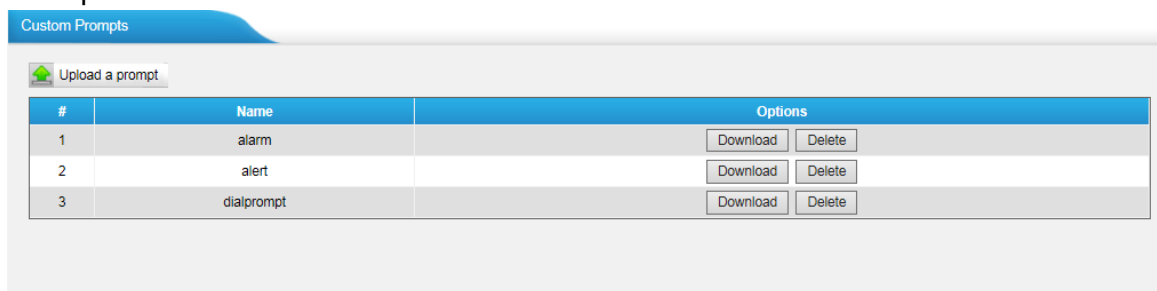 Custom Prompts
Upload a prompt
# Name Options
1 alarm Download Delete
2 alert Download Delete
3 dialprompt Download Delete